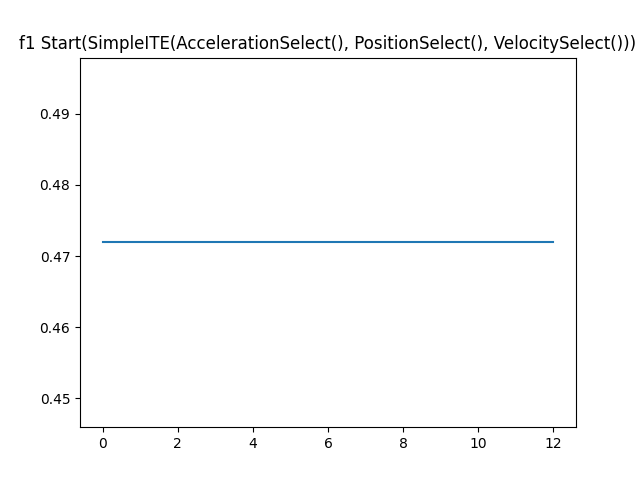 f1 Start(SimpleITE(AccelerationSelect(), PositionSelect(), VelocitySelect()))
0.49
0.48
0.47
0.46
0.45
0 2 4 6 8 10 12